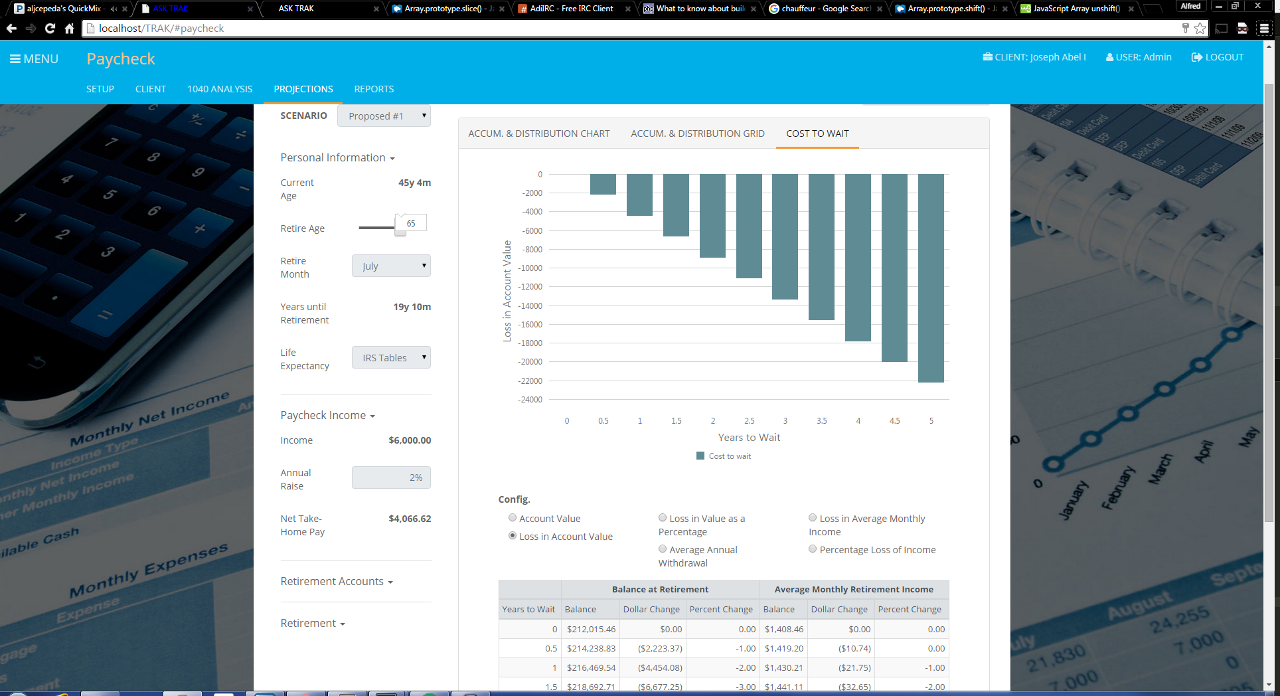 aljcepeda's QuickMix
ASK TRAK
ASK TRAK
Array.prototype.slice() - J
AdiIRC - Free IRC Client
What to know about buil
chauffeur - Google Search
Array.prototype.shift() - J
JavaScript Array unshift()
Alfred
localhost/TRAK/#paycheck
MENU
Paycheck
CLIENT: Joseph Abel I
USER: Admin
LOGOUT
SETUP CLIENT 1040 ANALYSIS PROJECTIONS REPORTS
SCENARIO Proposed #1
Personal Information
Current Age 45y 4m
Retire Age 65
Retire Month July
Years until Retirement 19y 10m
Life Expectancy IRS Tables
Paycheck Income
Income $6,000.00
Annual Raise 2%
Net Take-Home Pay $4,066.62
Retirement Accounts
Retirement
ACCUM. & DISTRIBUTION CHART ACCUM. & DISTRIBUTION GRID COST TO WAIT
Loss in Account Value
0
-2000
-4000
-6000
-8000
-10000
-12000
-14000
-16000
-18000
-20000
-22000
-24000
0 0.5 1 1.5 2 2.5 3 3.5 4 4.5 5
Years to Wait
Cost to wait
Config.
Account Value
Loss in Account Value
Loss in Value as a
Percentage
Average Annual
Withdrawal
Loss in Average Monthly
Income
Percentage Loss of Income
Balance at Retirement Average Monthly Retirement Income
Years to Wait Balance Dollar Change Percent Change Balance Dollar Change Percent Change
0 $212,015.46 $0.00 0.00 $1,408.46 $0.00 0.00
0.5 $214,238.83 ($2,223.37) -1.00 $1,419.20 ($10.74) 0.00
1 $216,469.54 ($4,454.08) -2.00 $1,430.21 ($21.75) -1.00
1.5 $218,692.71 ($6,677.25) -3.00 $1,441.11 ($32.65) -2.00
7 8 9
4 5 6
1 2 3
Monthly Net Income
Income Type
Monthly Expenses
Expense
Debit Card
DEP
0
January
February
March
April
May
August
24,255
21,830
7,000
7,000